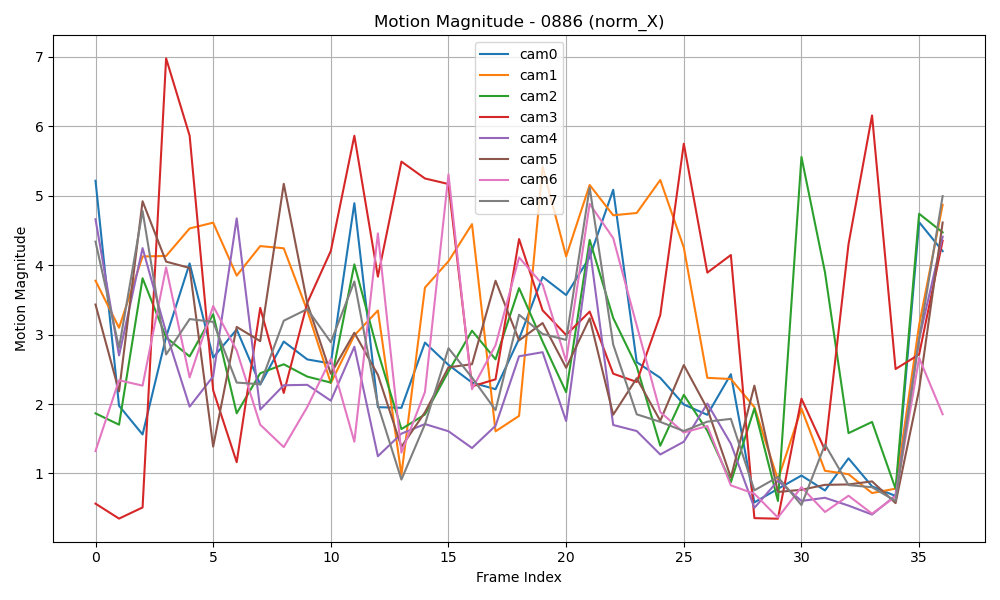 Motion Magnitude - 0886 (norm_X)
Motion Magnitude
7
6
5
4
3
2
1
cam0
cam1
cam2
cam3
cam4
cam5
cam6
cam7
0 5 10 15 20 25 30 35
Frame Index